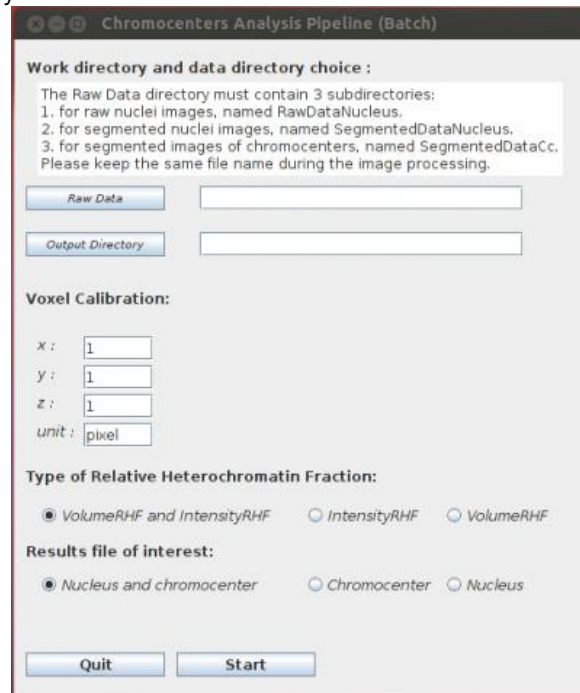 Chromocenters Analysis Pipeline (Batch)
Work directory and data directory choice :
The Raw Data directory must contain 3 subdirectories:
1. for raw nuclei images, named RawDataNucleus.
2. for segmented nuclei images, named SegmentedDataNucleus.
3. for segmented images of chromocenters, named SegmentedDataCc.
Please keep the same file name during the image processing.
Raw Data
Output Directory
Voxel Calibration:
x : 1
y : 1
z : 1
unit : pixel
Type of Relative Heterochromatin Fraction:
VolumeRHF and IntensityRHF IntensityRHF VolumeRHF
Results file of interest:
Nucleus and chromocenter Chromocenter Nucleus
Quit Start